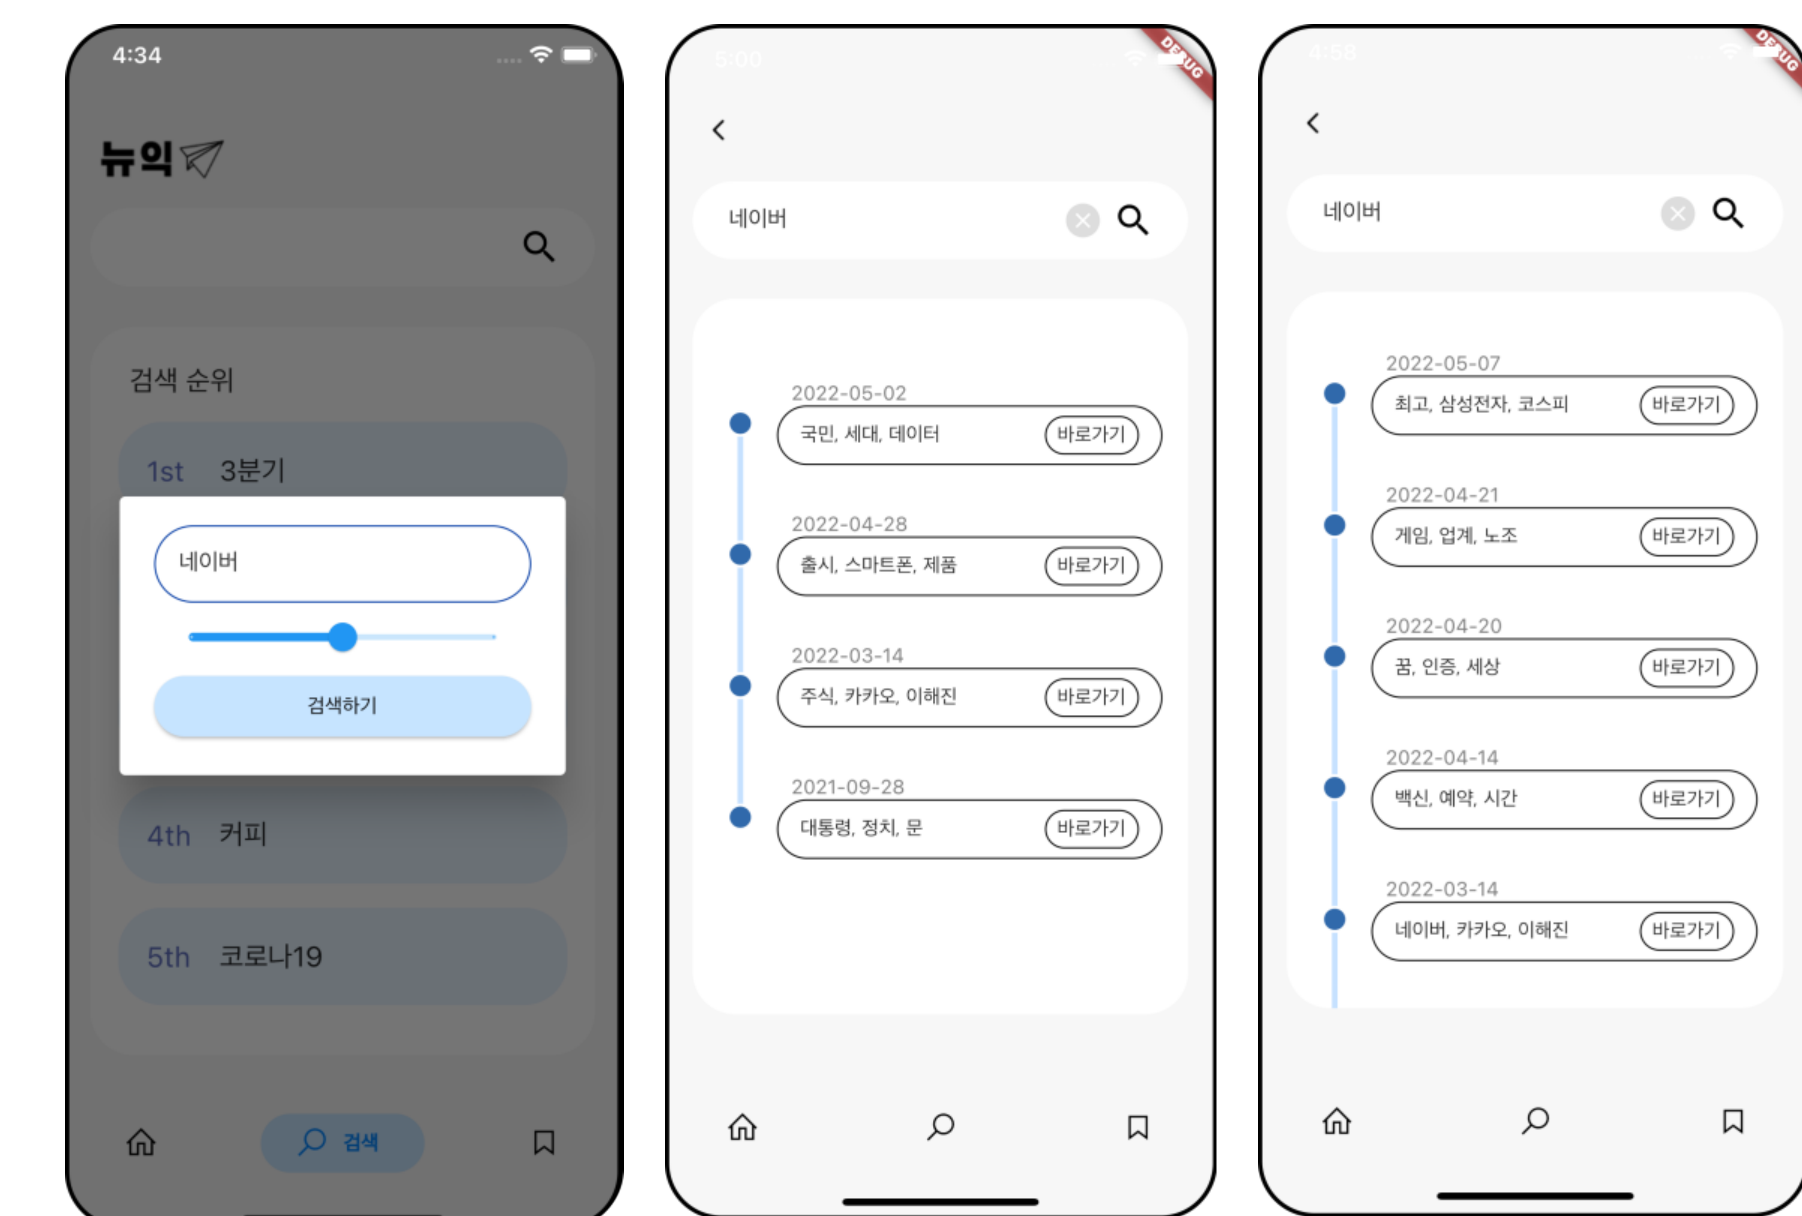 4:34
뉴익
검색 순위
1st 3분기
네이버
검색하기
4th 커피
5th 코로나19
검색
5:00
DEBUG
네이버
2022-05-02
국민, 세대, 데이터 바로가기
2022-04-28
출시, 스마트폰, 제품 바로가기
2022-03-14
주식, 카카오, 이해진 바로가기
2021-09-28
대통령, 정치, 문 바로가기
4:58
DEBUG
네이버
2022-05-07
최고, 삼성전자, 코스피 바로가기
2022-04-21
게임, 업계, 노조 바로가기
2022-04-20
꿈, 인증, 세상 바로가기
2022-04-14
백신, 예약, 시간 바로가기
2022-03-14
네이버, 카카오, 이해진 바로가기